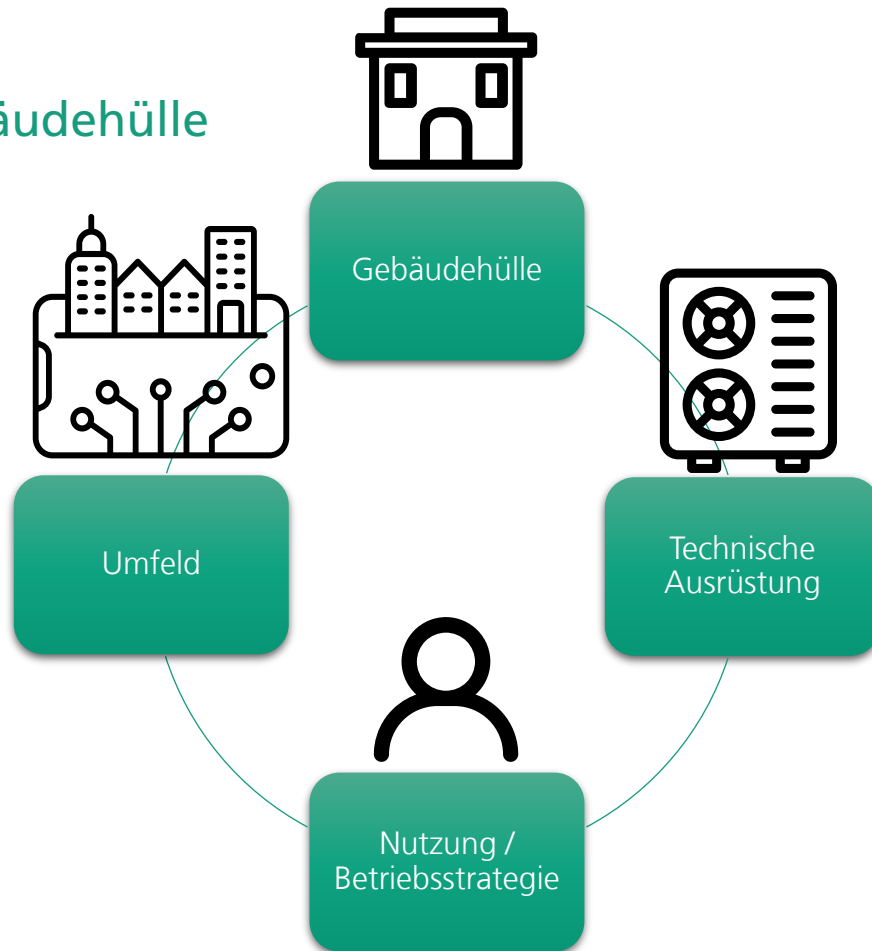 äudehülle
Gebäudehülle
Umfeld
Technische
Ausrüstung
Nutzung /
Betriebsstrategie